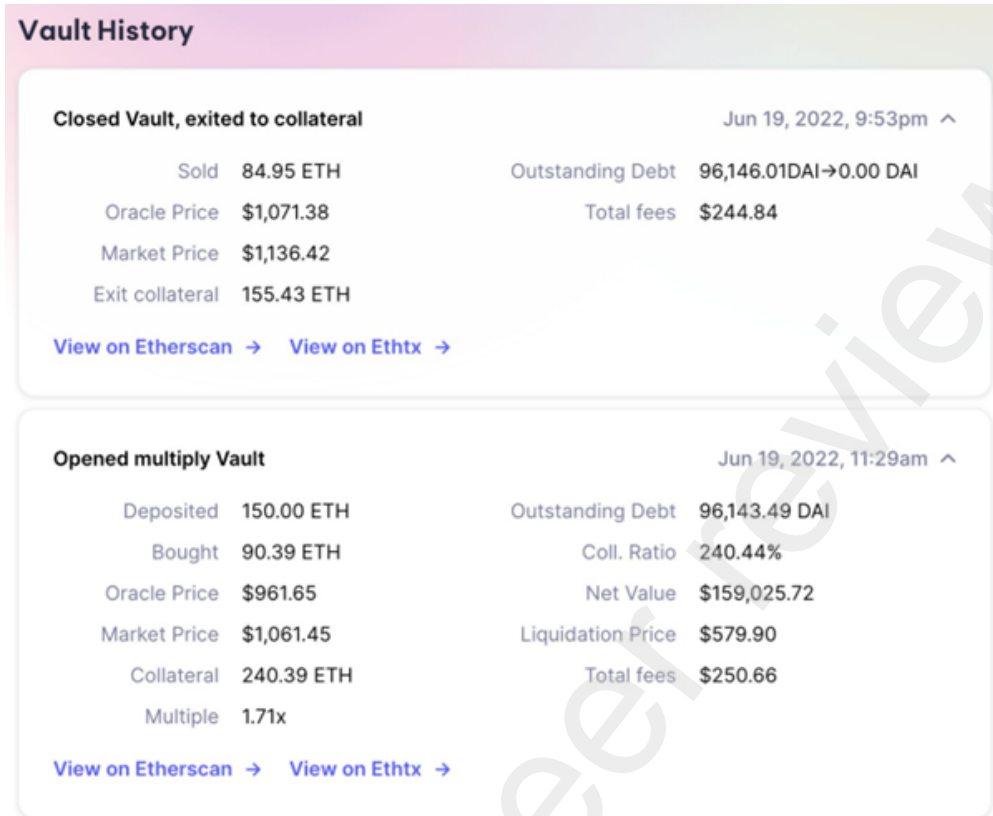 Vault History
Closed Vault, exited to collateral Jun 19, 2022, 9:53pm
Sold 84.95 ETH Outstanding Debt 96,146.01DAI→0.00 DAI
Oracle Price $1,071.38 Total fees $244.84
Market Price $1,136.42
Exit collateral 155.43 ETH
View on Etherscan → View on Ethtx →
Opened multiply Vault Jun 19, 2022, 11:29am
Deposited 150.00 ETH Outstanding Debt 96,143.49 DAI
Bought 90.39 ETH Coll. Ratio 240.44%
Oracle Price $961.65 Net Value $159,025.72
Market Price $1,061.45 Liquidation Price $579.90
Collateral 240.39 ETH Total fees $250.66
Multiple 1.71x
View on Etherscan → View on Ethtx →
eer review